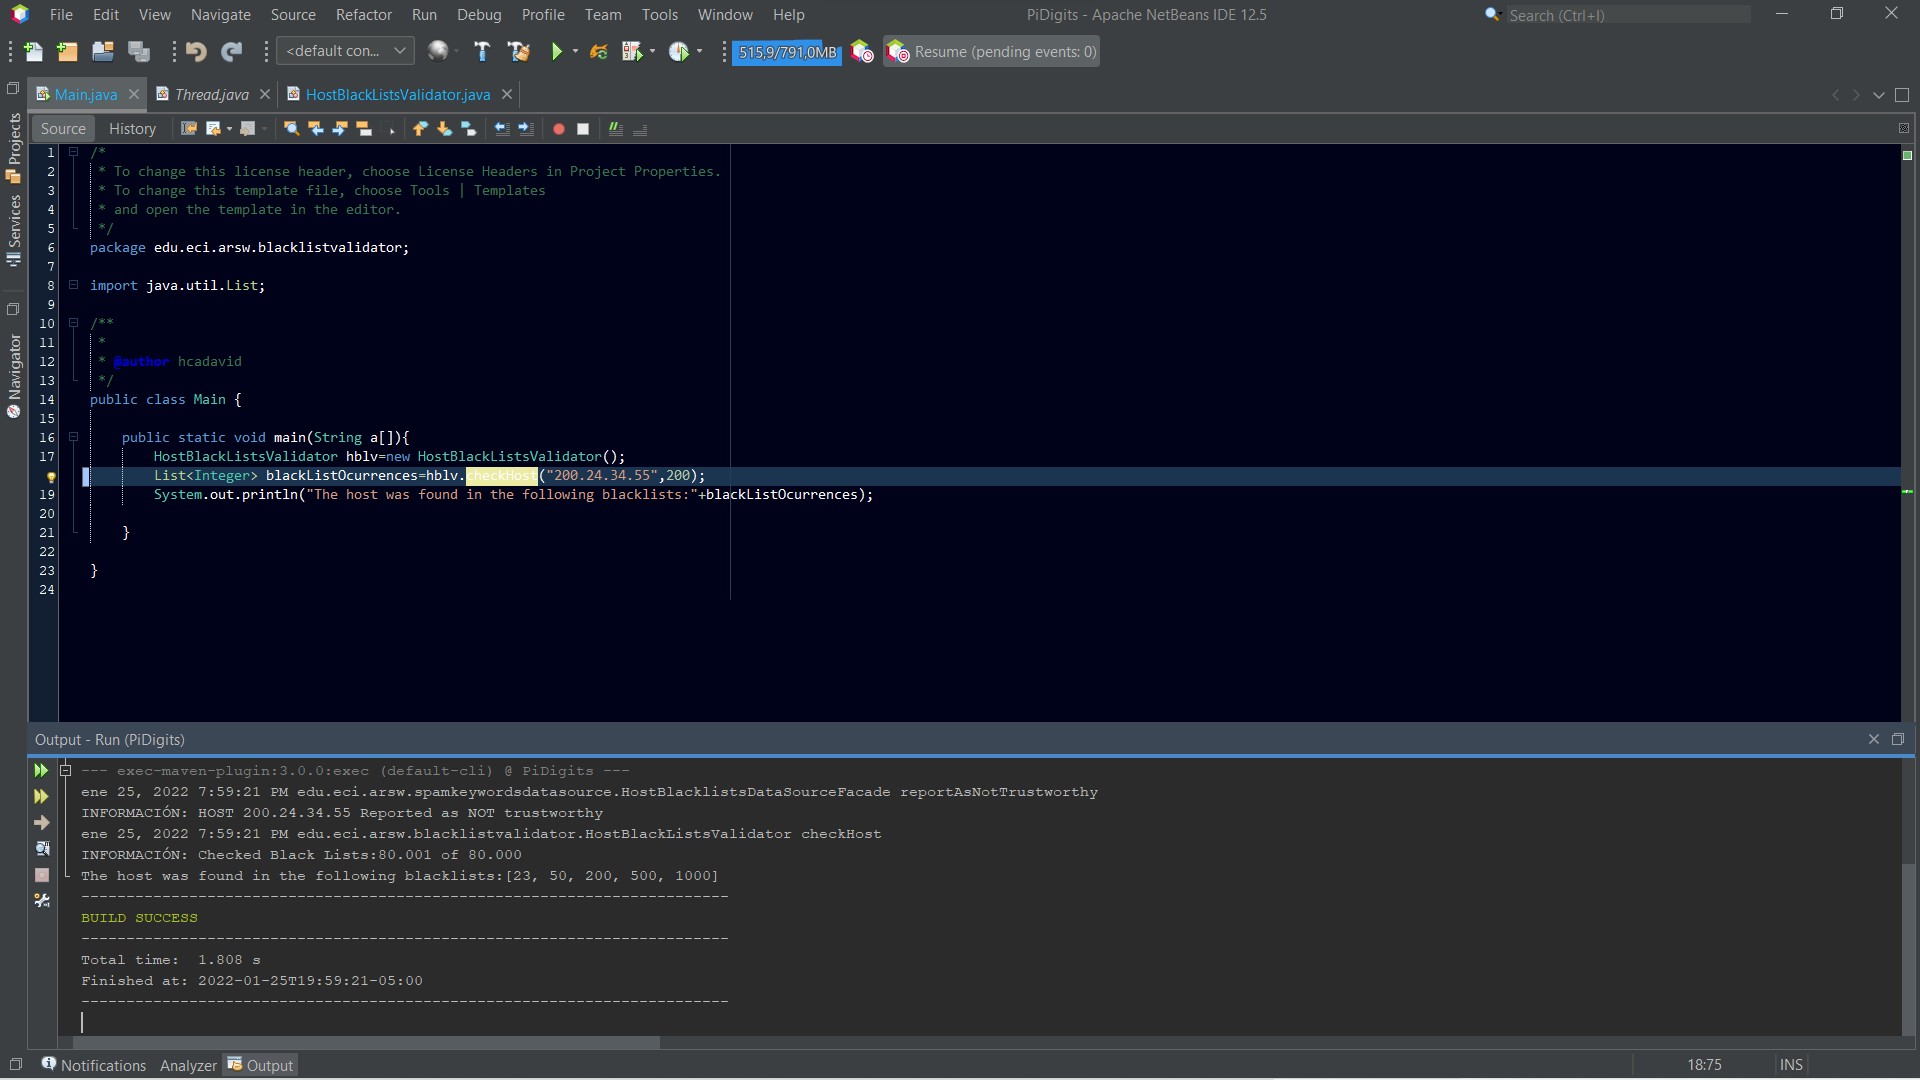 File Edit View Navigate Source Refactor Run Debug Profile Team Tools Window Help
PiDigits - Apache NetBeans IDE 12.5
Search (Ctrl+I)
<default con...
515,9/791,0MB
Resume (pending events: 0)
Main.java
Thread.java
HostBlackListsValidator.java
Source History
Projects
Services
Navigator
1 /*
2 * To change this license header, choose License Headers in Project Properties.
3 * To change this template file, choose Tools | Templates
4 * and open the template in the editor.
5 */
6 package edu.eci.arsw.blacklistvalidator;
7
8 import java.util.List;
9
10 /**
11 *
12 * @author hcadavid
13 */
14 public class Main {
15
16 public static void main(String a[]){
17 HostBlackListsValidator hblv=new HostBlackListsValidator();
List<Integer> blackListOcurrences=hblv.checkHost("200.24.34.55",200);
19 System.out.println("The host was found in the following blacklists:"+blackListOcurrences);
20
21 }
22
23 }
24
Output - Run (PiDigits)
--- exec-maven-plugin:3.0.0:exec (default-cli) @ PiDigits ---
ene 25, 2022 7:59:21 PM edu.eci.arsw.spamkeywordsdatasource.HostBlacklistsDataSourceFacade reportAsNotTrustworthy
INFORMACIÓN: HOST 200.24.34.55 Reported as NOT trustworthy
ene 25, 2022 7:59:21 PM edu.eci.arsw.blacklistvalidator.HostBlackListsValidator checkHost
INFORMACIÓN: Checked Black Lists:80.001 of 80.000
The host was found in the following blacklists:[23, 50, 200, 500, 1000]
------------------------------------------------------------------------
BUILD SUCCESS
------------------------------------------------------------------------
Total time:  1.808 s
Finished at: 2022-01-25T19:59:21-05:00
------------------------------------------------------------------------
Notifications Analyzer Output
18:75 INS